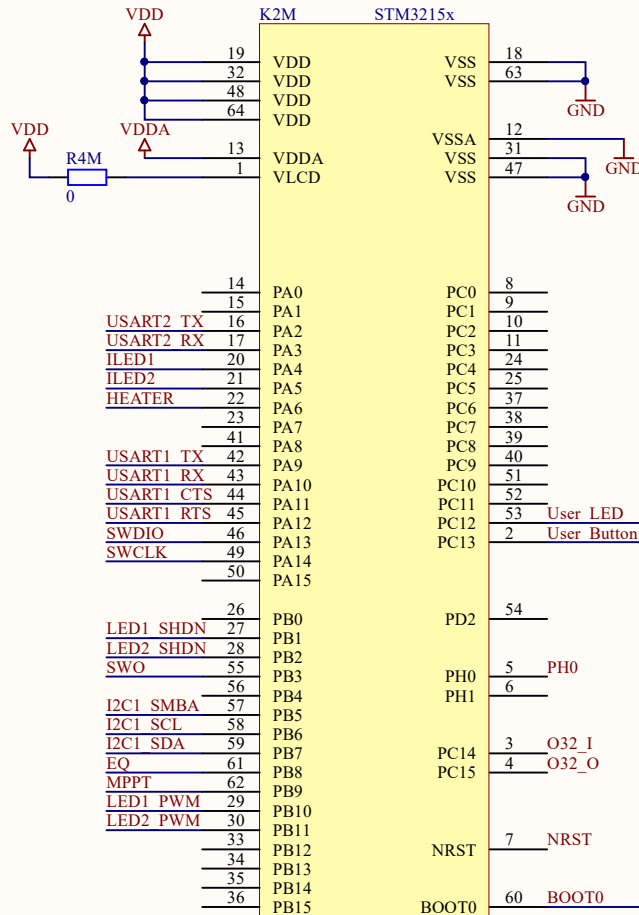 VDD K2M STM3215x
19 VDD VSS 18
32 VDD VSS 63
48 VDD
64 VDD GND
VDD VDDA 13 VDDA VSSA 12
R4M 1 VLCD VSS 31
0 VSS 47 GND
GND
14 PA0 PC0 8
15 PA1 PC1 9
USART2_TX 16 PA2 PC2 10
USART2_RX 17 PA3 PC3 11
ILED1 20 PA4 PC4 24
ILED2 21 PA5 PC5 25
HEATER 22 PA6 PC6 37
23 PA7 PC7 38
41 PA8 PC8 39
USART1_TX 42 PA9 PC9 40
USART1_RX 43 PA10 PC10 51
USART1_CTS 44 PA11 PC11 52
USART1_RTS 45 PA12 PC12 53 User_LED
SWDIO 46 PA13 PC13 2 User_Button
SWCLK 49 PA14
50 PA15
26 PB0 PD2 54
LED1_SHDN 27 PB1
LED2_SHDN 28 PB2
SWO 55 PB3 PH0 5 PH0
56 PB4 PH1 6
I2C1_SMBA 57 PB5
I2C1_SCL 58 PB6
I2C1_SDA 59 PB7 PC14 3 O32_I
EQ 61 PB8 PC15 4 O32_O
MPPT 62 PB9
LED1_PWM 29 PB10
LED2_PWM 30 PB11
33 PB12 NRST 7 NRST
34 PB13
35 PB14
36 PB15 BOOT0 60 BOOT0